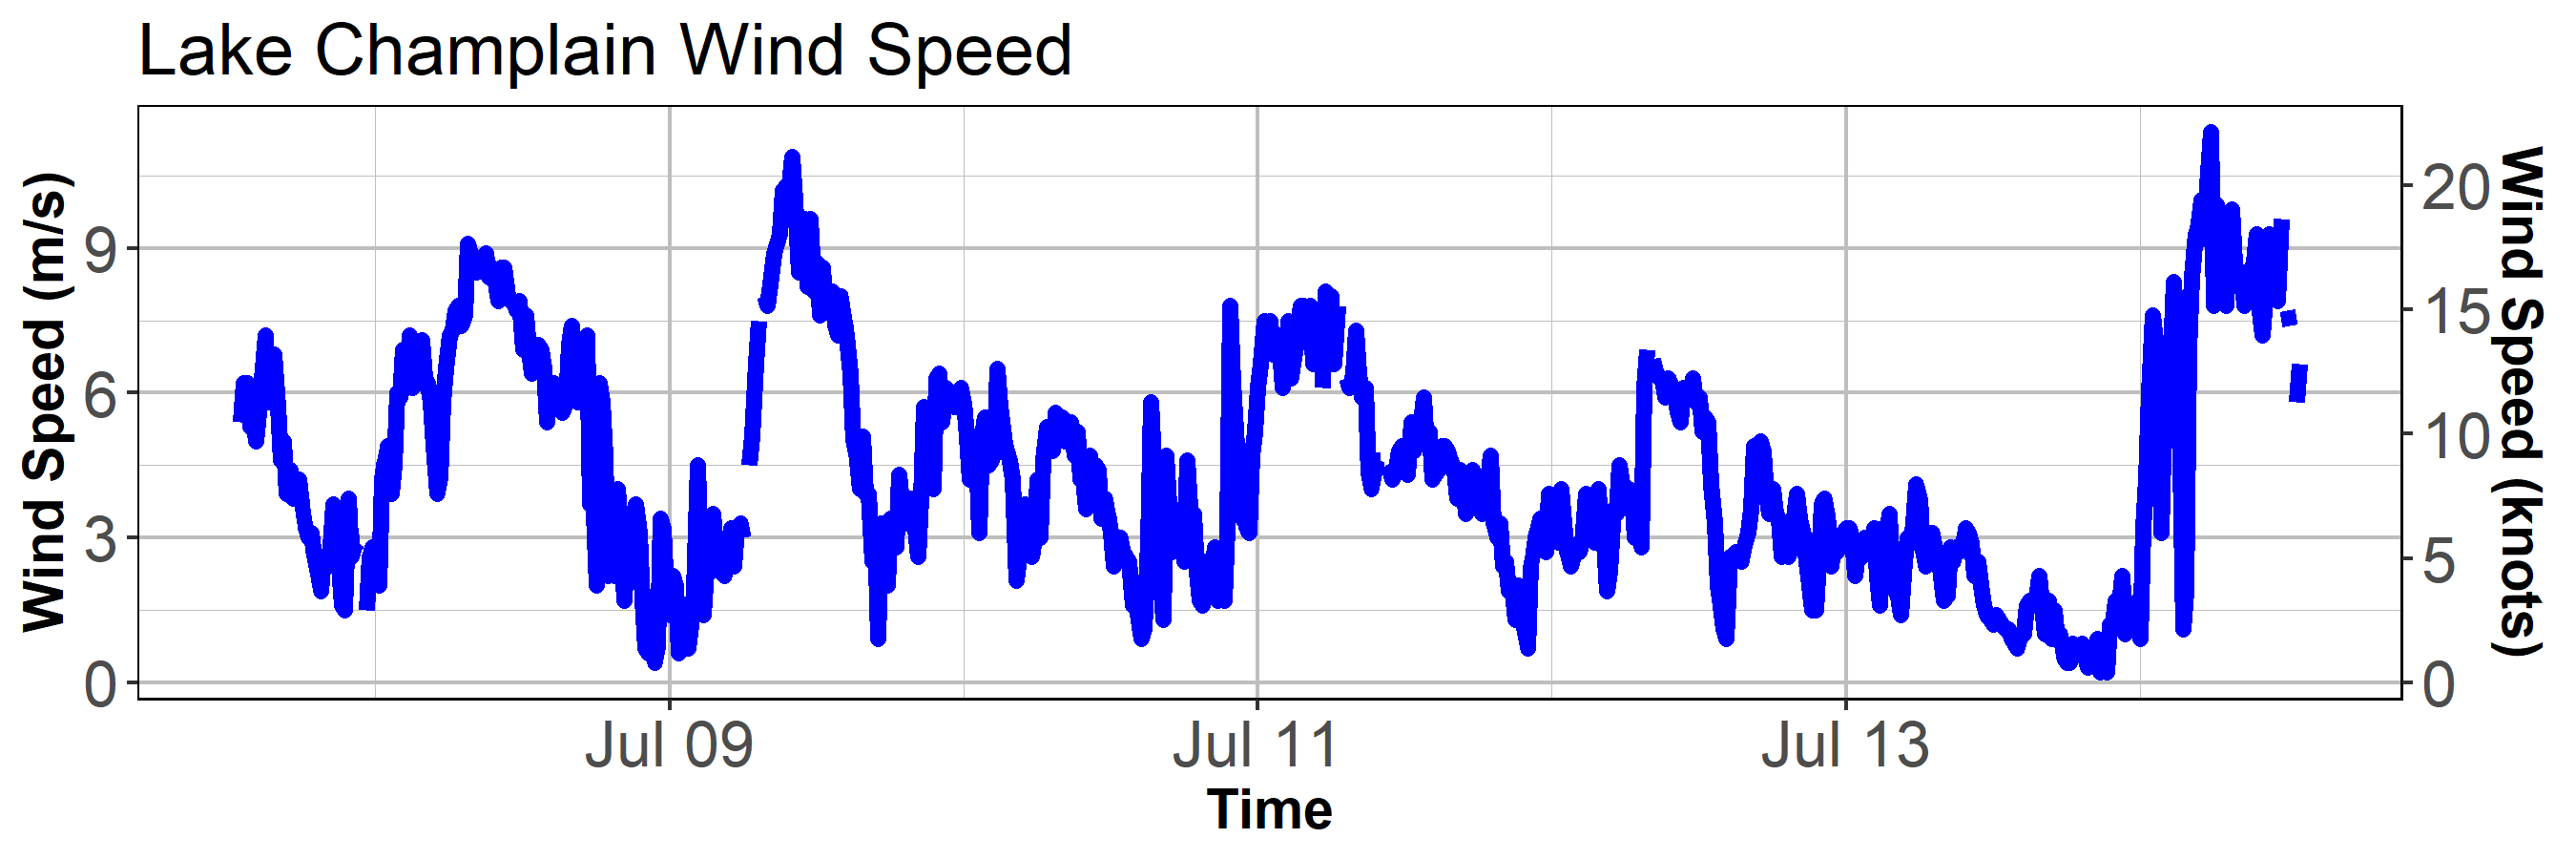 Lake Champlain Wind Speed
Wind Speed (m/s)
9
6
3
0
20
15
10
5
0
Wind Speed (knots)
Jul 09
Jul 11
Jul 13
Time